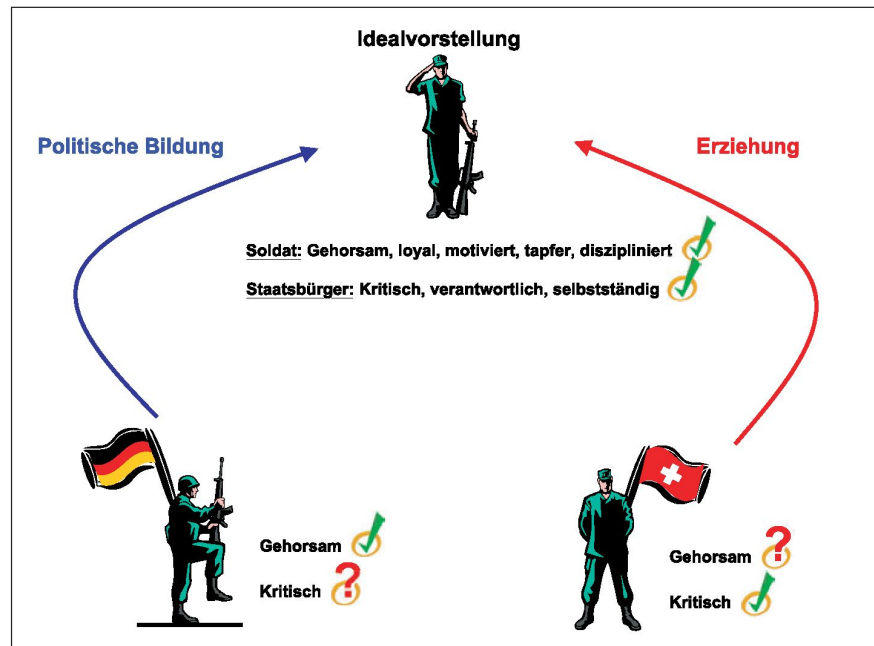 Idealvorstellung
Politische Bildung
Erziehung
Soldat: Gehorsam, loyal, motiviert, tapfer, diszipliniert
Staatsbürger: Kritisch, verantwortlich, selbstständig
Gehorsam
Kritisch ?
Gehorsam ?
Kritisch